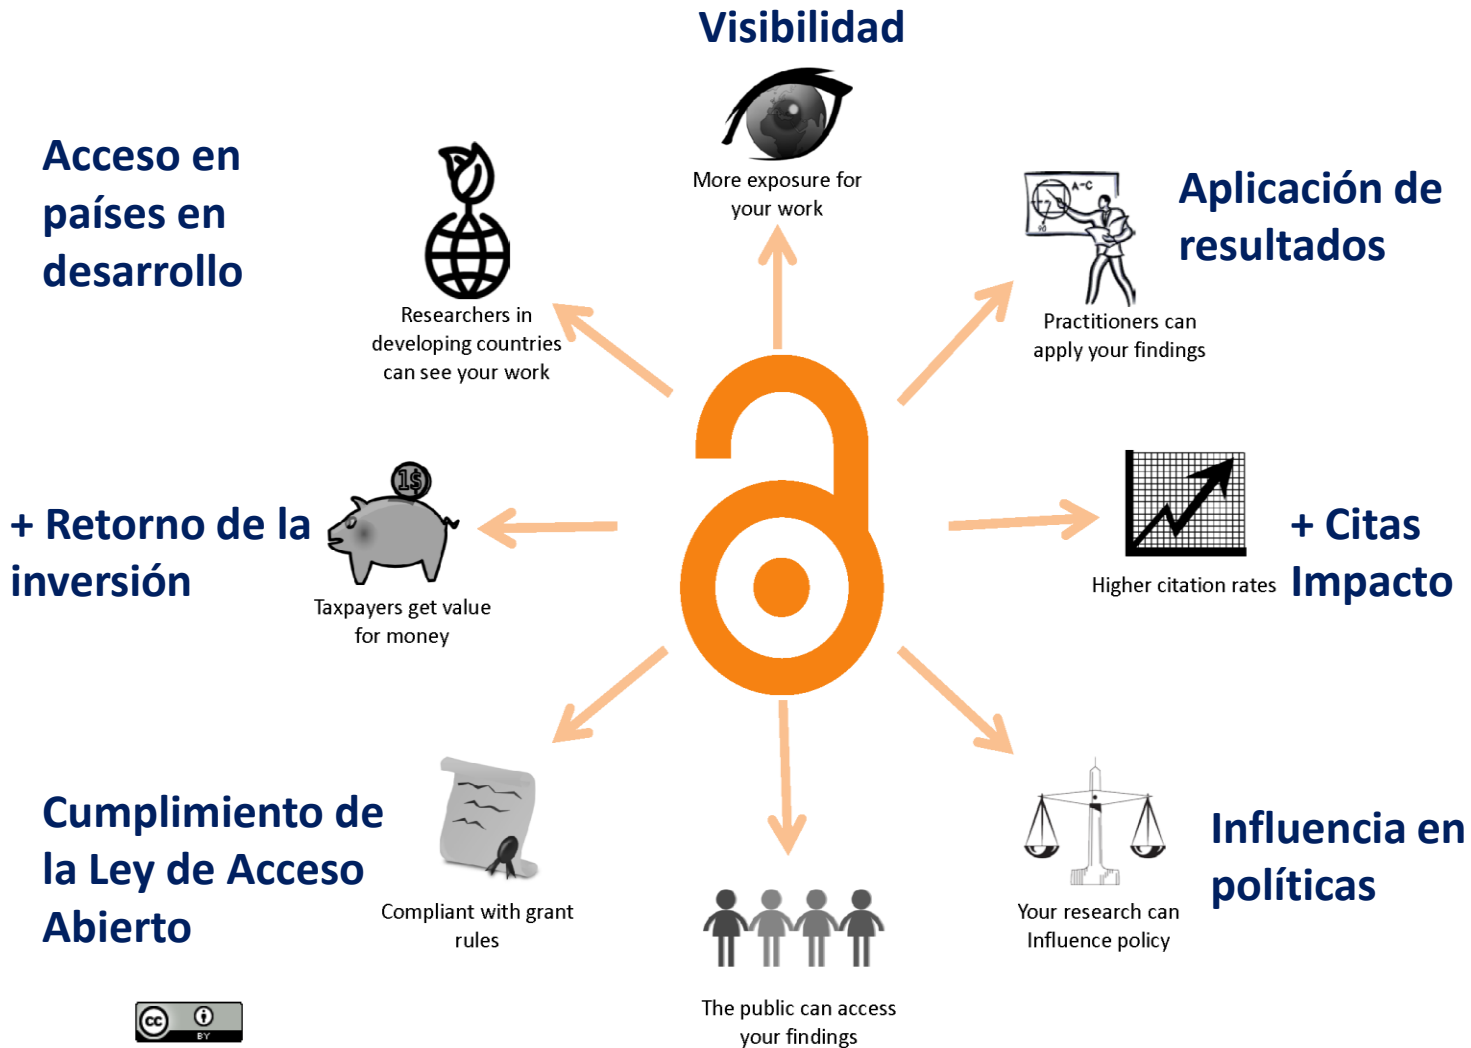 Visibilidad
More exposure for
your work
Acceso en
países en
desarrollo
Researchers in
developing countries
can see your work
A-C
Aplicación de
resultados
Practitioners can
apply your findings
1$
+ Retorno de la
inversión
Taxpayers get value
for money
Higher citation rates
+ Citas
Impacto
Cumplimiento de
la Ley de Acceso
Abierto
Compliant with grant
rules
Your research can
Influence policy
Influencia en
políticas
The public can access
your findings
cc
BY